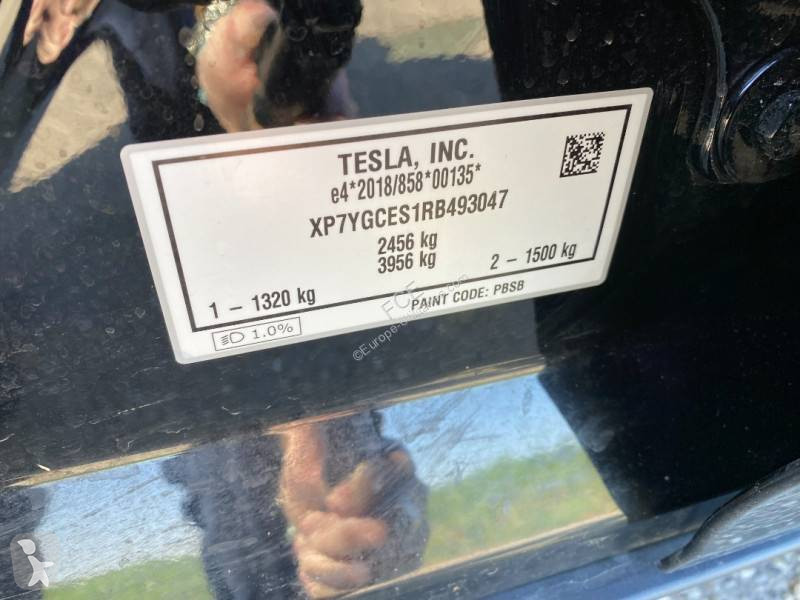 TESLA, INC.
e4*2018/858*00135*
XP7YGCES1RB493047
2456 kg
3956 kg
1 – 1320 kg
2 – 1500 kg
PAINT CODE: PBSB
1.0%
FCE